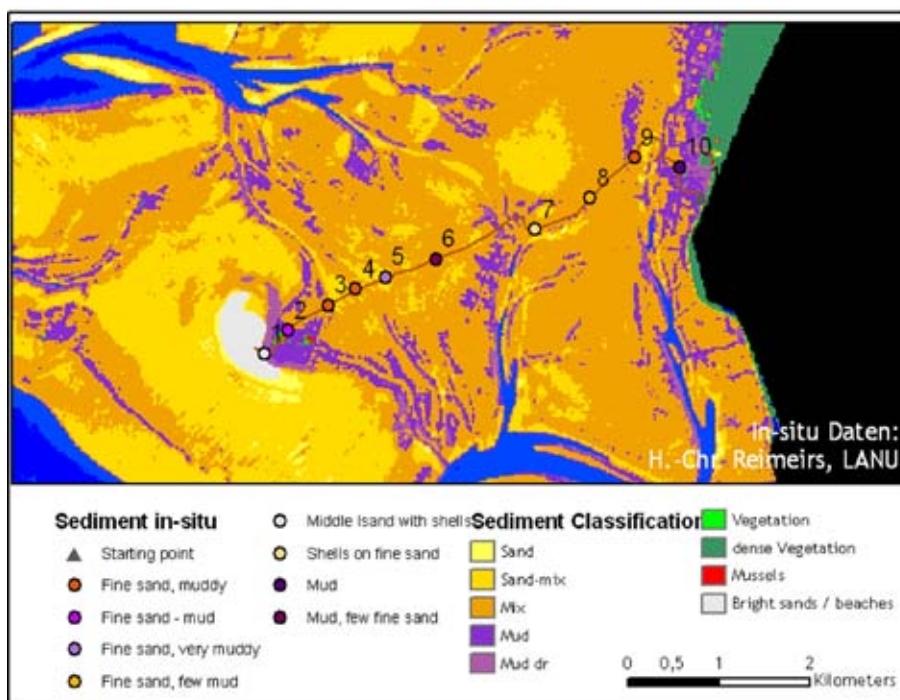 1
2
3
4
5
6
7
8
9
10
In-situ Daten:
H.-Chr. Reimeirs, LANU
Sediment in-situ
Starting point
Fine sand, muddy
Fine sand - mud
Fine sand, very muddy
Fine sand, few mud
Middle Isand with shells
Shells on fine sand
Mud
Mud, few fine sand
Sediment Classification
Sand
Sand-mix
Mix
Mud
Mud dr
Vegetation
dense Vegetation
Mussels
Bright sands / beaches
0 0,5 1 2
Kilometers